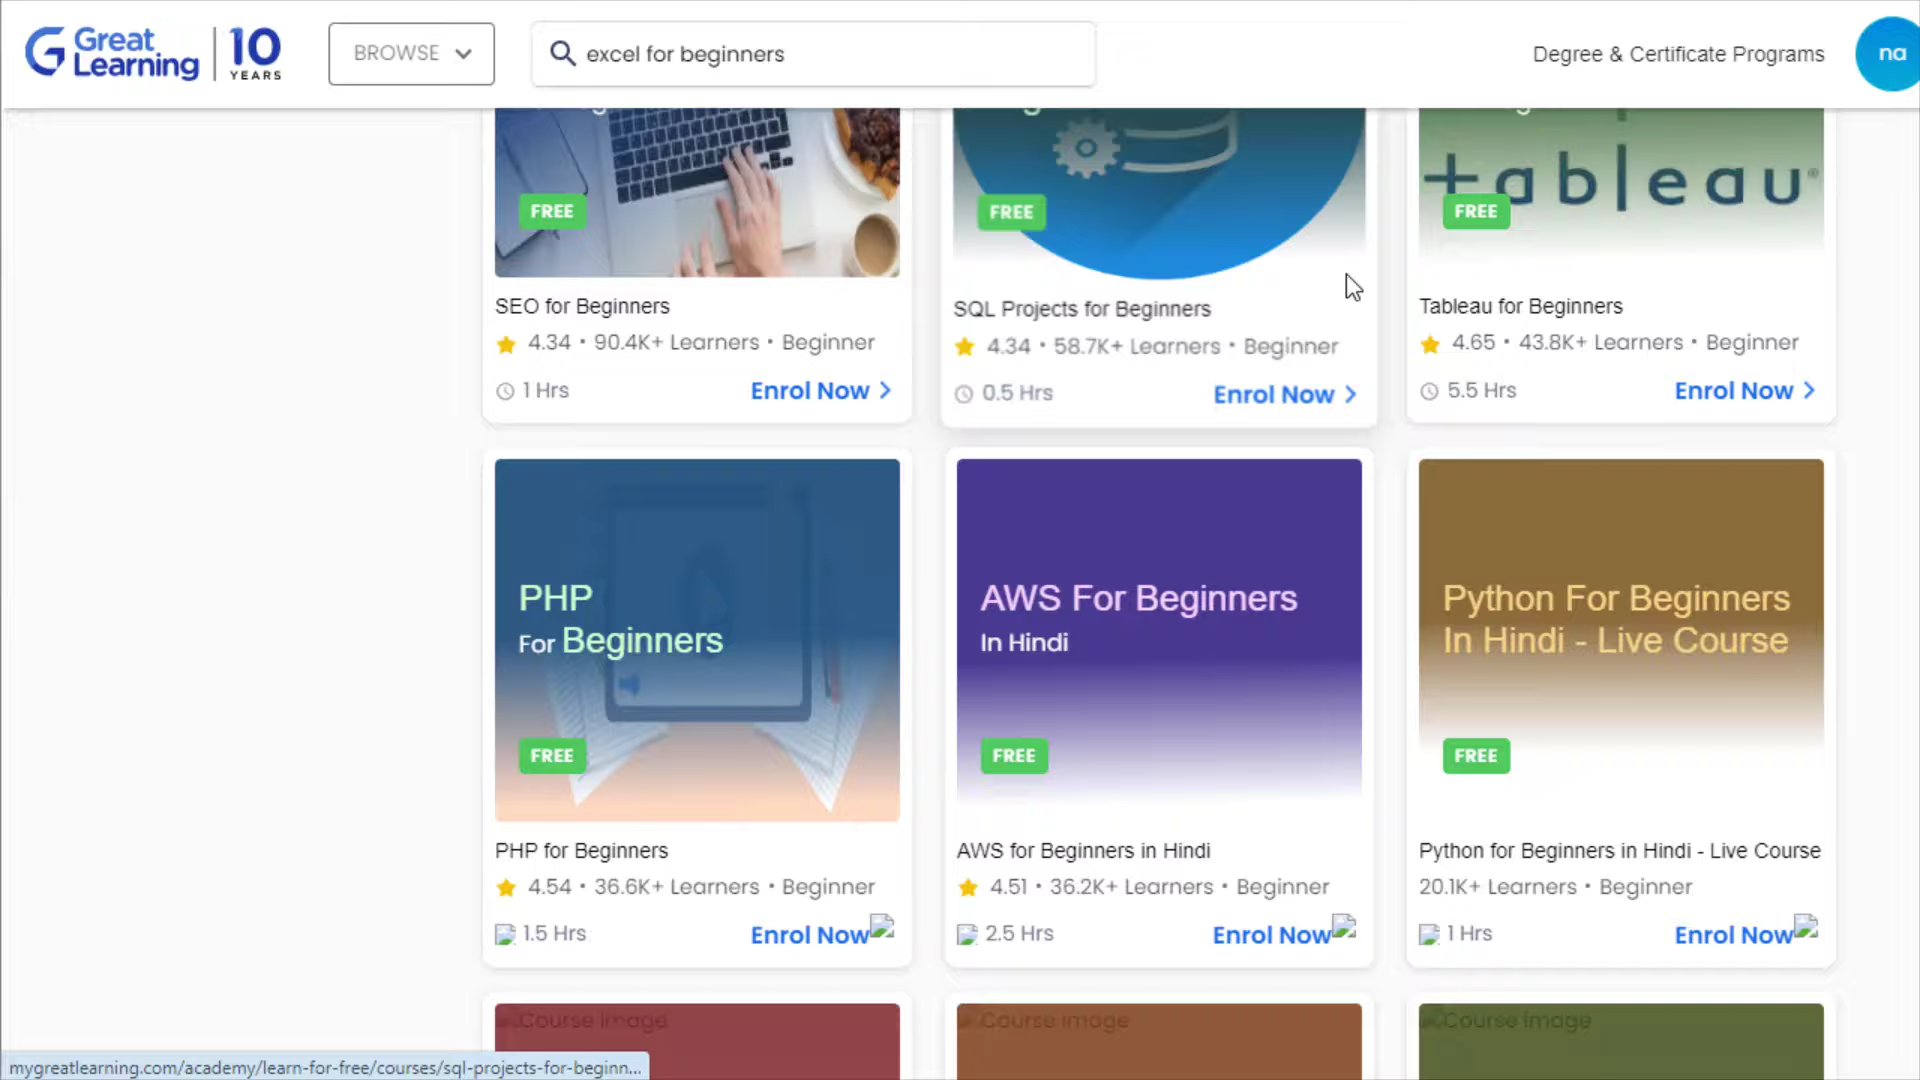 Great Learning
10 YEARS
BROWSE
excel for beginners
Degree & Certificate Programs
na
+ab|eau®
FREE
FREE
FREE
SEO for Beginners
SQL Projects for Beginners
Tableau for Beginners
4.34 • 90.4K+ Learners • Beginner
4.34 • 58.7K+ Learners • Beginner
4.65 • 43.8K+ Learners • Beginner
1 Hrs
Enrol Now
0.5 Hrs
Enrol Now
5.5 Hrs
Enrol Now
PHP
For Beginners
AWS For Beginners
In Hindi
Python For Beginners
In Hindi - Live Course
FREE
FREE
FREE
PHP for Beginners
AWS for Beginners in Hindi
Python for Beginners in Hindi - Live Course
4.54 • 36.6K+ Learners • Beginner
4.51 • 36.2K+ Learners • Beginner
20.1K+ Learners • Beginner
1.5 Hrs
Enrol Now
2.5 Hrs
Enrol Now
1 Hrs
Enrol Now
Course Image
Course Image
Course Image
mygreatlearning.com/academy/learn-for-free/courses/sql-projects-for-beginn...